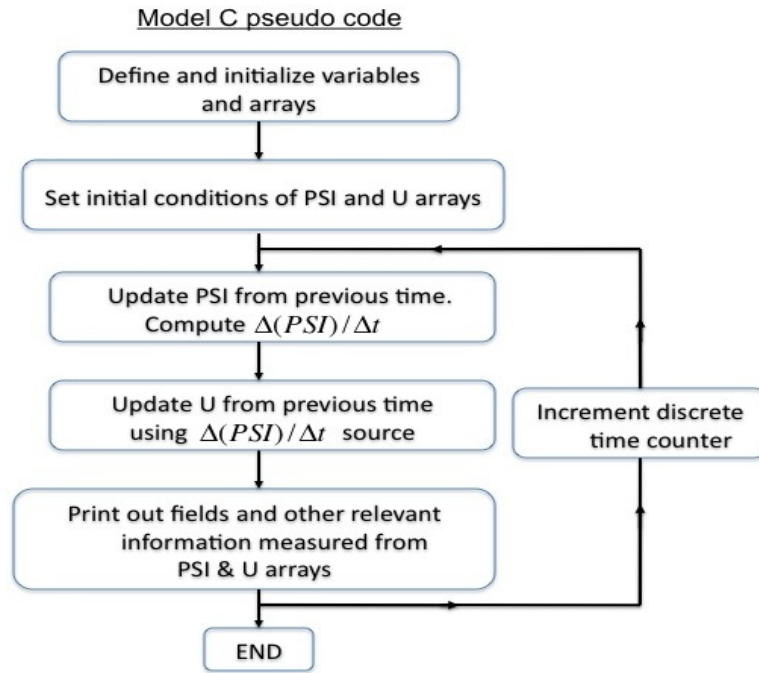 Model C pseudo code
Define and initialize variables
and arrays
Set initial conditions of PSI and U arrays
Update PSI from previous time.
Compute Δ(PSI)/Δt
Update U from previous time
using Δ(PSI)/Δt source
Increment discrete
time counter
Print out fields and other relevant
information measured from
PSI & U arrays
END